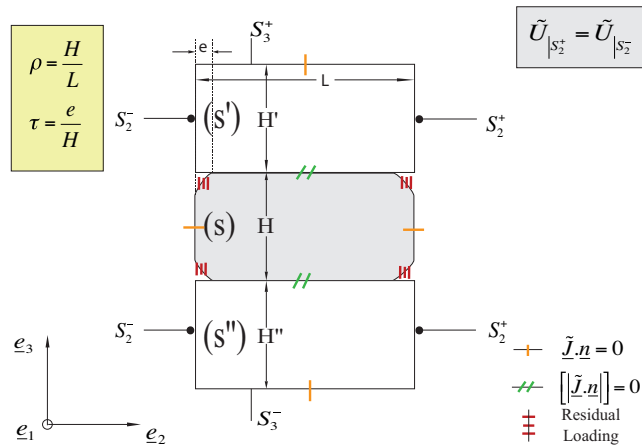 ρ = H/L
τ = e/H
Ũ|S₂⁺ = Ũ|S₂⁻
S₃⁺
e
L
(s')
H'
S₂⁻
S₂⁺
(s)
H
(s'')
H''
S₂⁻
S₂⁺
S₃⁻
e₃
e₁
e₂
J̃.n = 0
[|J̃.n|] = 0
Residual
Loading